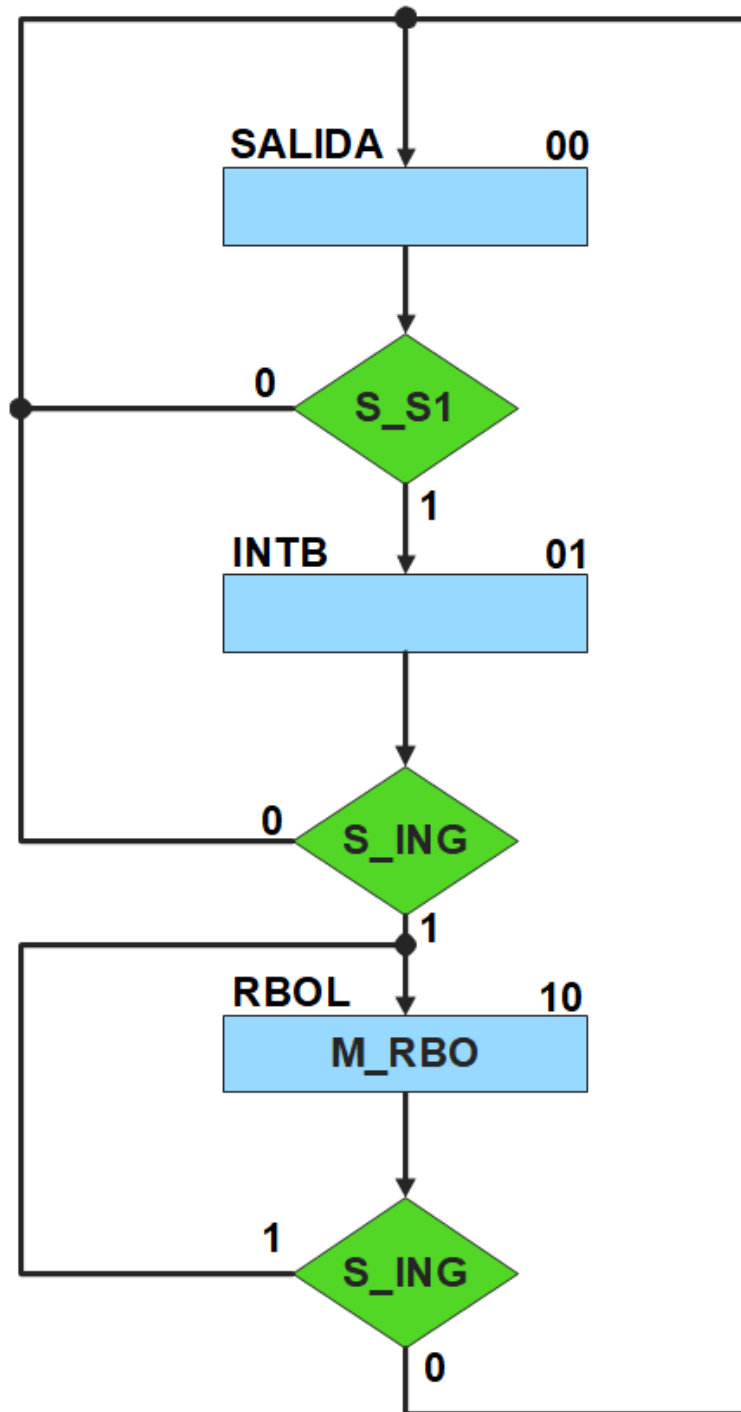 SALIDA 00
0
S_S1
1
INTB 01
0
S_ING
1
RBOL 10
M_RBO
1
S_ING
0